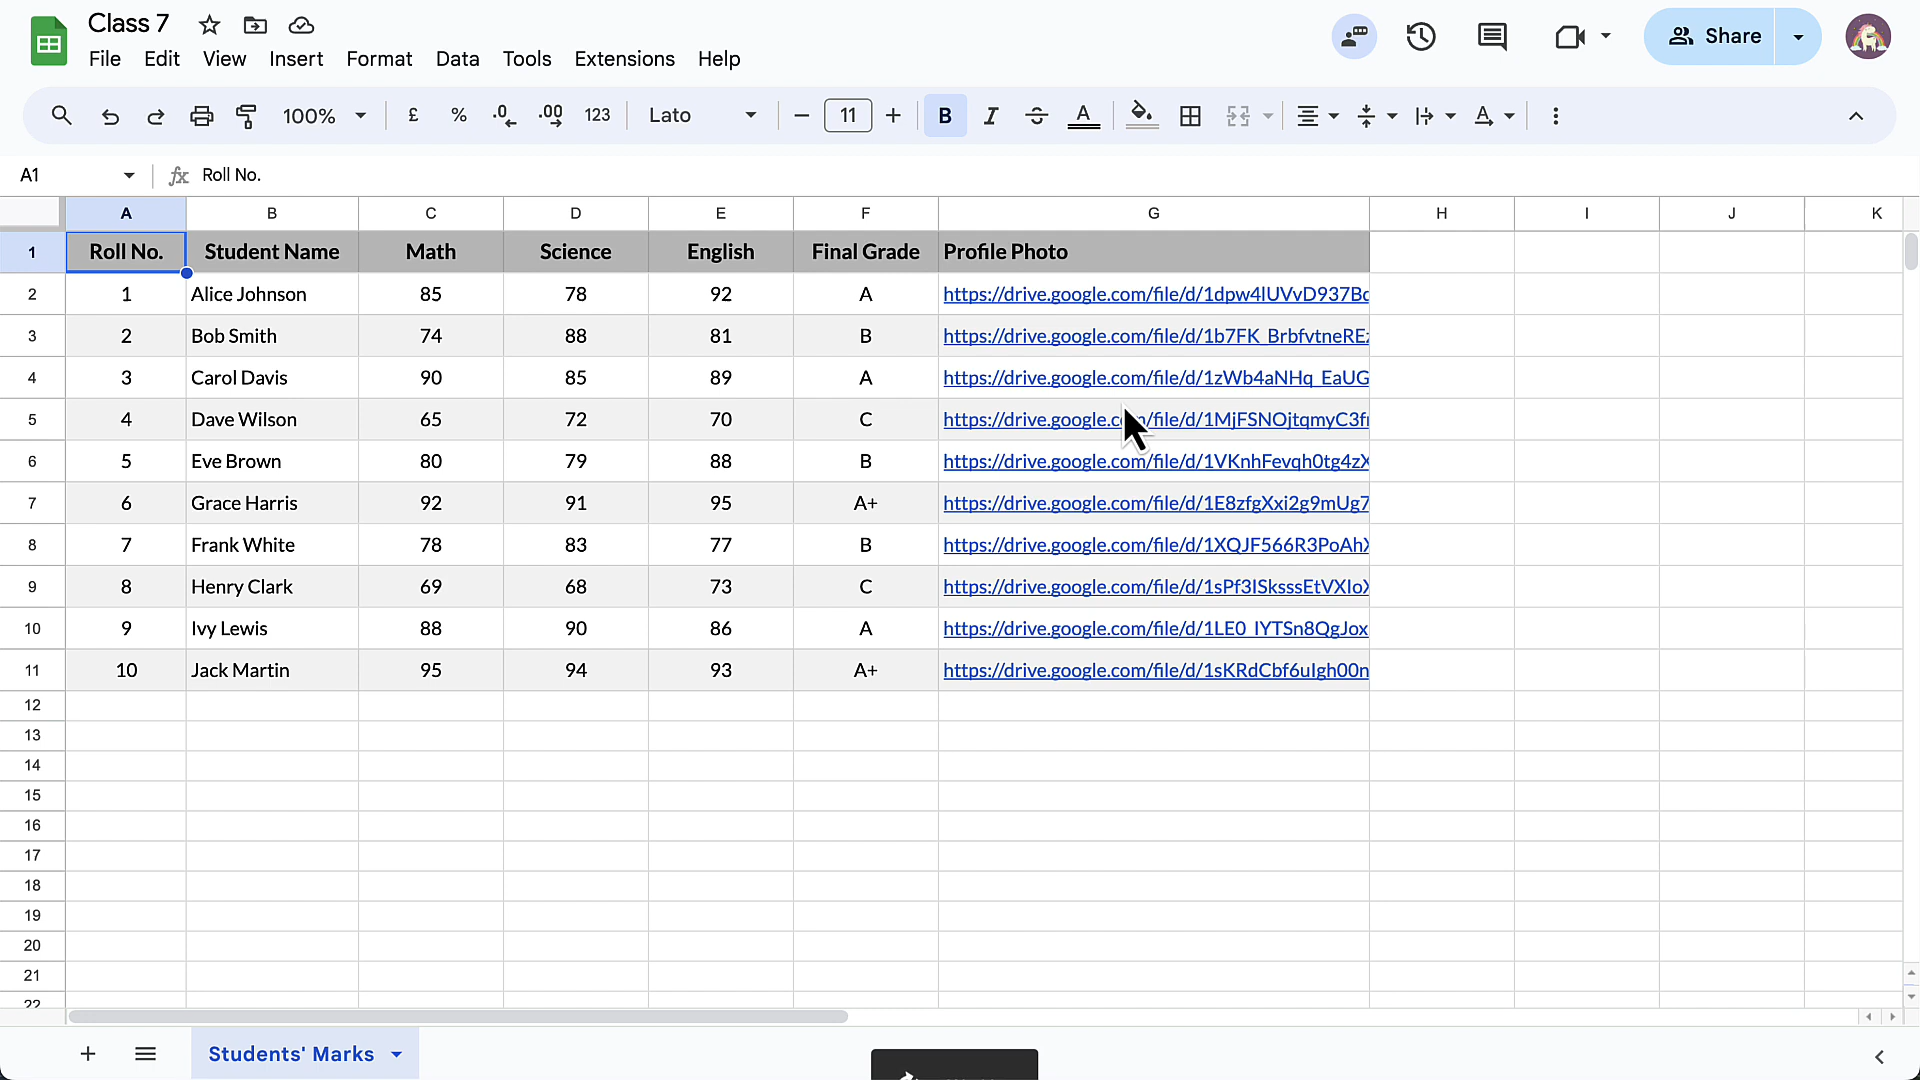 Class 7
File Edit View Insert Format Data Tools Extensions Help
Share
100% £ % .0 .00 123 Lato 11 B I S A A
A1 fx Roll No.
A B C D E F G H I J K
1 Roll No. Student Name Math Science English Final Grade Profile Photo
2 1 Alice Johnson 85 78 92 A https://drive.google.com/file/d/1dpw4lUVvD937B
3 2 Bob Smith 74 88 81 B https://drive.google.com/file/d/1b7FK_BrbfvtneREz
4 3 Carol Davis 90 85 89 A https://drive.google.com/file/d/1zWb4aNHq_EaUG
5 4 Dave Wilson 65 72 70 C https://drive.google.com/file/d/1MjFSNOjtqmyC3f
6 5 Eve Brown 80 79 88 B https://drive.google.com/file/d/1VKnhFevqh0tg4zX
7 6 Grace Harris 92 91 95 A+ https://drive.google.com/file/d/1E8zfgXxi2g9mUg7
8 7 Frank White 78 83 77 B https://drive.google.com/file/d/1XQJF566R3PoAhX
9 8 Henry Clark 69 68 73 C https://drive.google.com/file/d/1sPf3ISksssEtVXIoX
10 9 Ivy Lewis 88 90 86 A https://drive.google.com/file/d/1LE0_IYTSn8QgJox
11 10 Jack Martin 95 94 93 A+ https://drive.google.com/file/d/1sKRdCbf6uIgh00n
12
13
14
15
16
17
18
19
20
21
22
Students' Marks